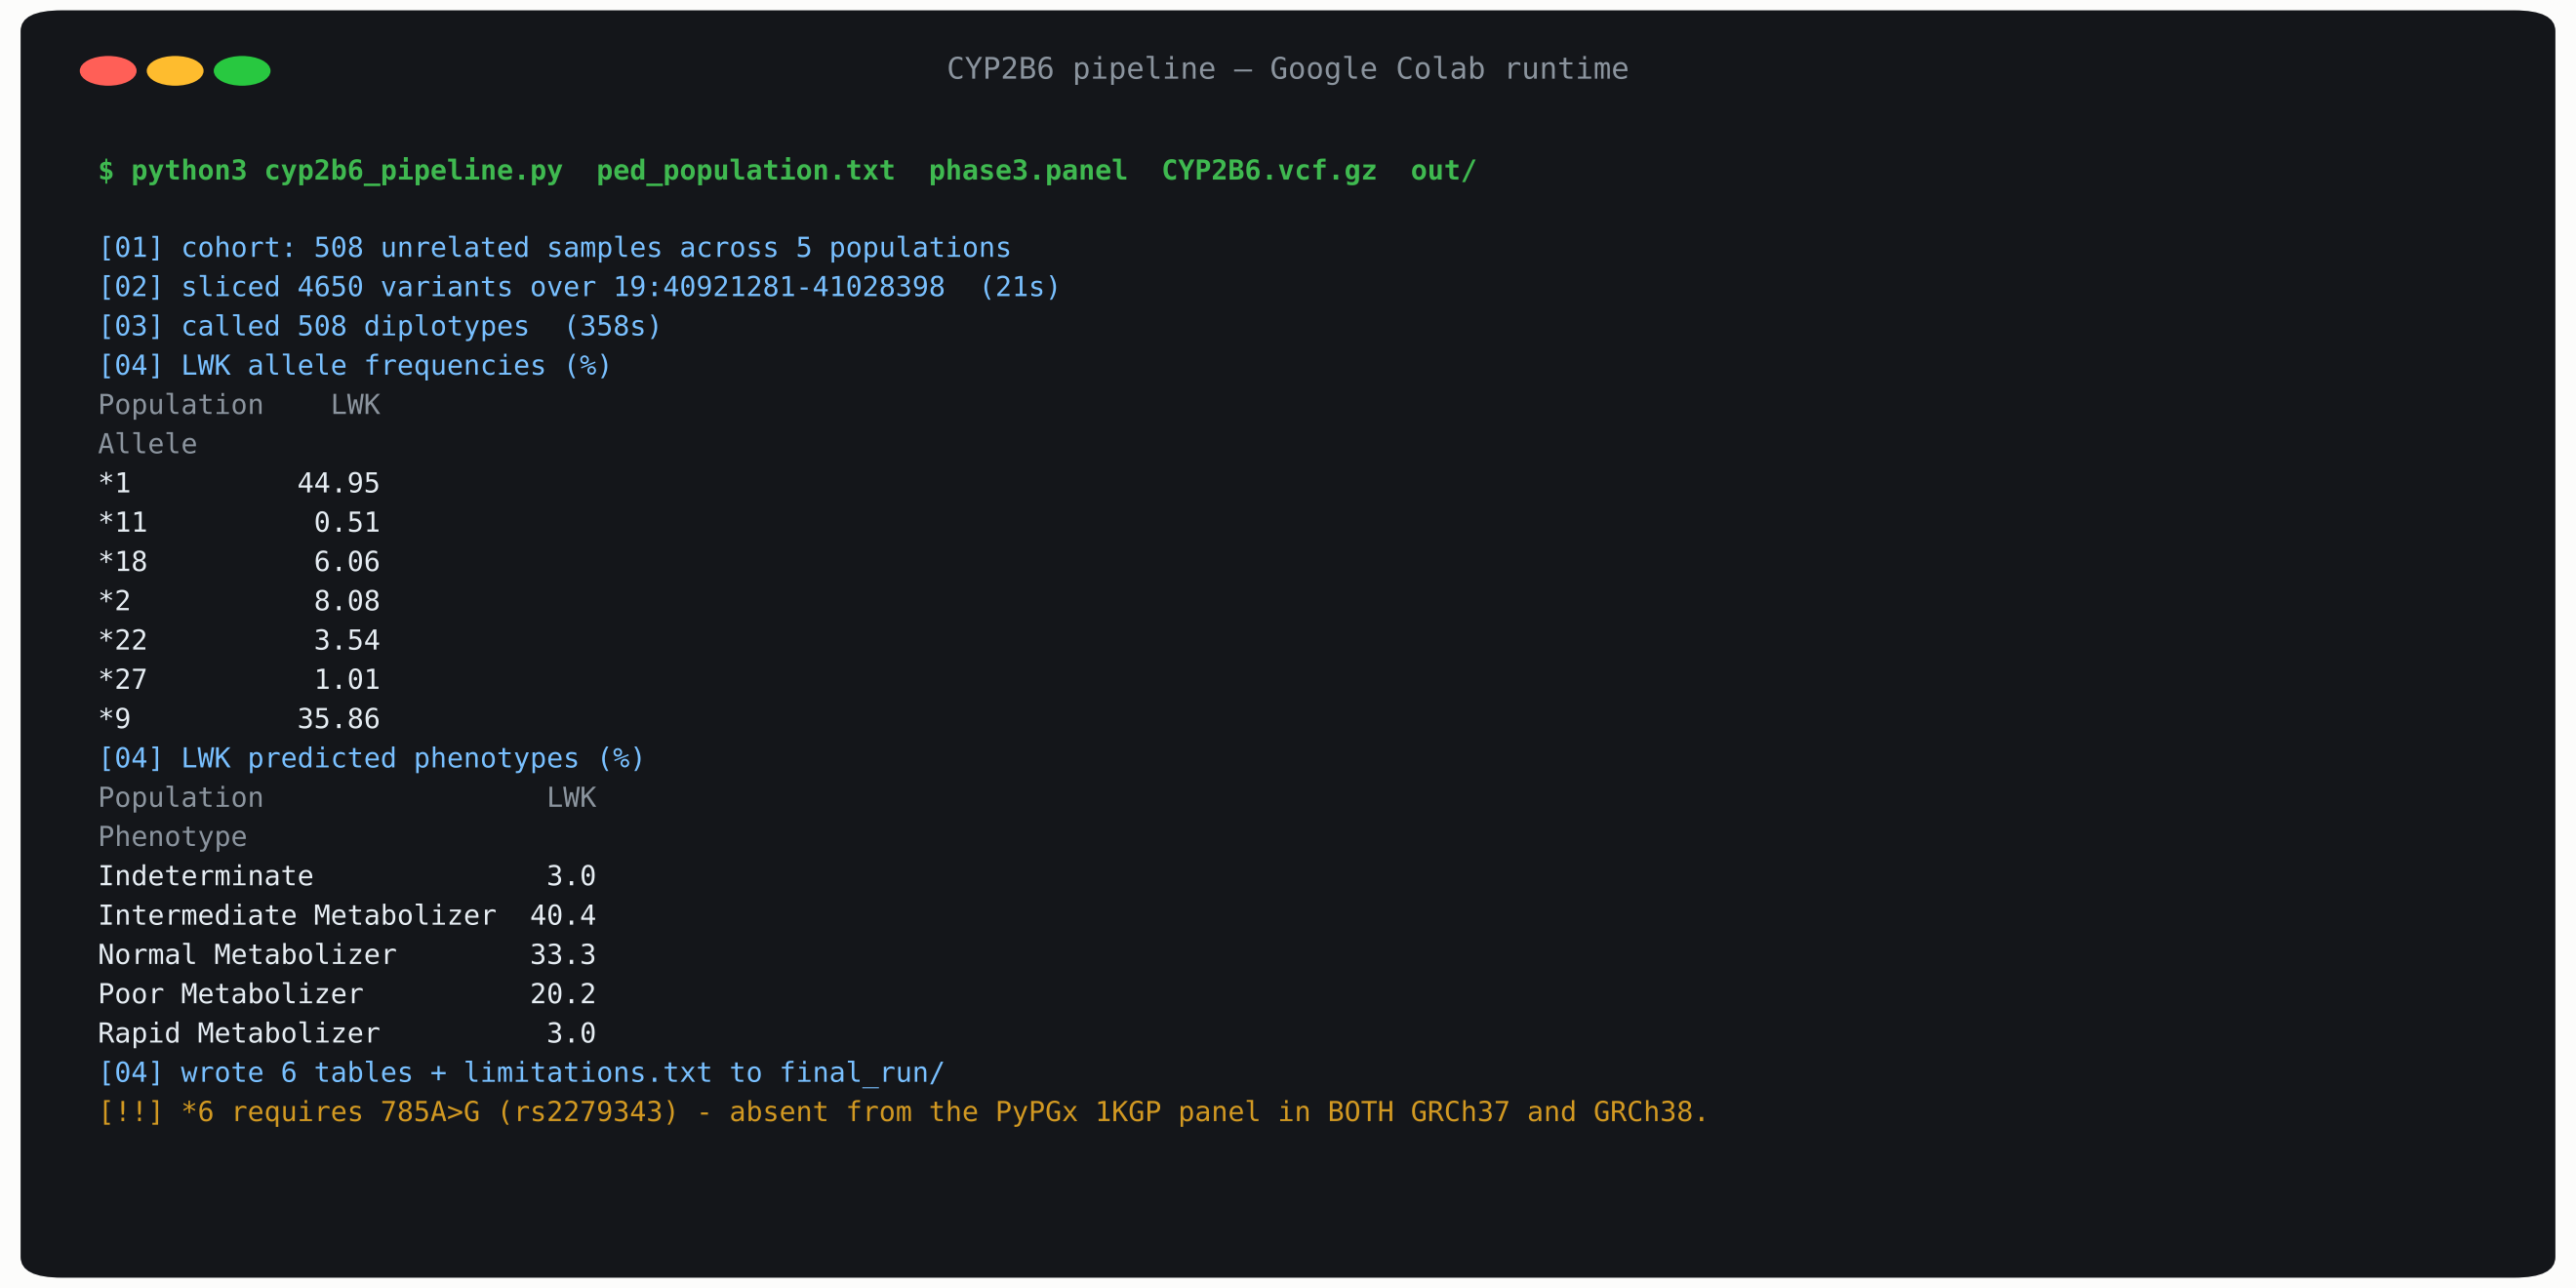 CYP2B6 pipeline — Google Colab runtime
$ python3 cyp2b6_pipeline.py  ped_population.txt  phase3.panel  CYP2B6.vcf.gz  out/
[01] cohort: 508 unrelated samples across 5 populations
[02] sliced 4650 variants over 19:40921281-41028398  (21s)
[03] called 508 diplotypes  (358s)
[04] LWK allele frequencies (%)
Population    LWK
Allele
*1          44.95
*11          0.51
*18          6.06
*2           8.08
*22          3.54
*27          1.01
*9          35.86
[04] LWK predicted phenotypes (%)
Population                 LWK
Phenotype
Indeterminate              3.0
Intermediate Metabolizer  40.4
Normal Metabolizer        33.3
Poor Metabolizer          20.2
Rapid Metabolizer          3.0
[04] wrote 6 tables + limitations.txt to final_run/
[!!] *6 requires 785A>G (rs2279343) - absent from the PyPGx 1KGP panel in BOTH GRCh37 and GRCh38.